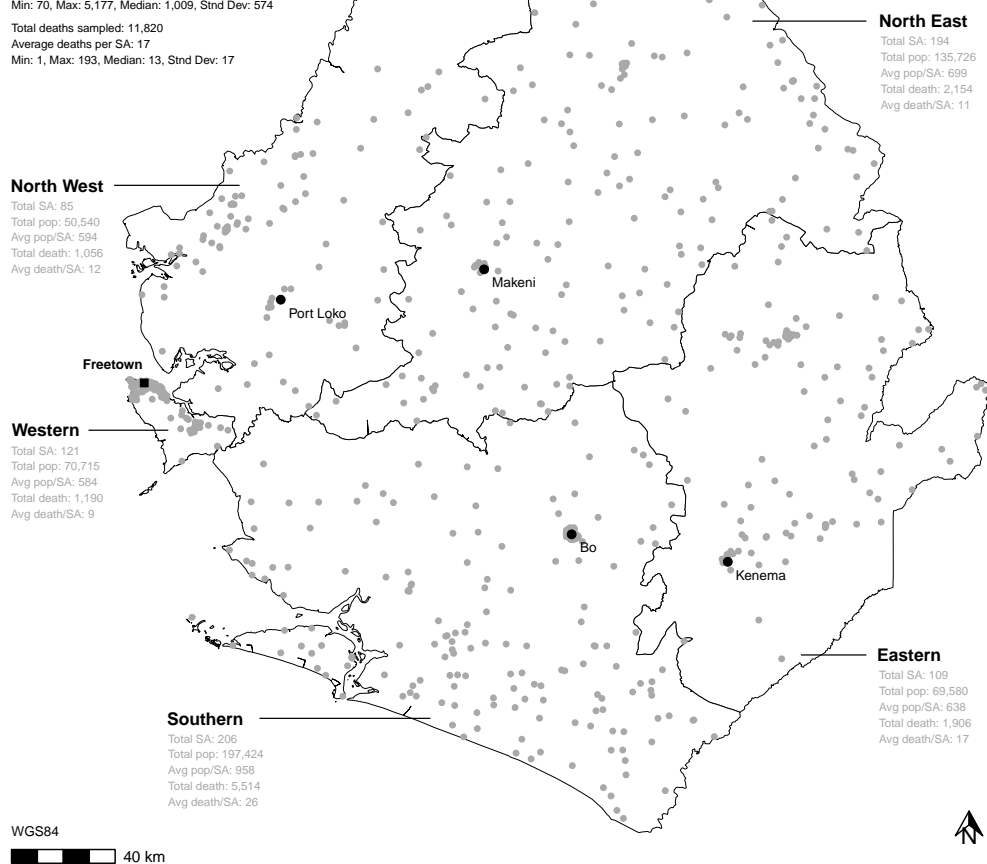 Min: 70, Max: 5,177, Median: 1,009, Stnd Dev: 574
Total deaths sampled: 11,820
Average deaths per SA: 17
Min: 1, Max: 193, Median: 13, Stnd Dev: 17
North East
Total SA: 194
Total pop: 135,726
Avg pop/SA: 699
Total death: 2,154
Avg death/SA: 11
North West
Total SA: 85
Total pop: 50,540
Avg pop/SA: 594
Total death: 1,056
Avg death/SA: 12
Makeni
Port Loko
Freetown
Western
Total SA: 121
Total pop: 70,715
Avg pop/SA: 584
Total death: 1,190
Avg death/SA: 9
Bo
Kenema
Eastern
Total SA: 109
Total pop: 69,580
Avg pop/SA: 638
Total death: 1,906
Avg death/SA: 17
Southern
Total SA: 206
Total pop: 197,424
Avg pop/SA: 958
Total death: 5,514
Avg death/SA: 26
WGS84
40 km
N